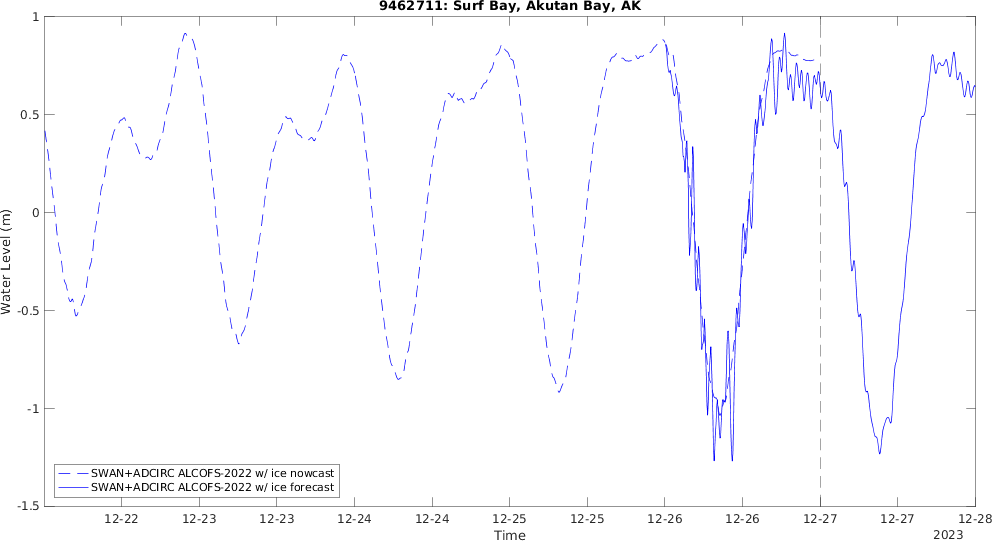 9462711: Surf Bay, Akutan Bay, AK
1
0.5
0
-0.5
-1
-1.5
Water Level (m)
SWAN+ADCIRC ALCOFS-2022 w/ ice nowcast
SWAN+ADCIRC ALCOFS-2022 w/ ice forecast
12-22 12-23 12-23 12-24 12-24 12-25 12-25 12-26 12-26 12-27 12-27 12-28
Time
2023